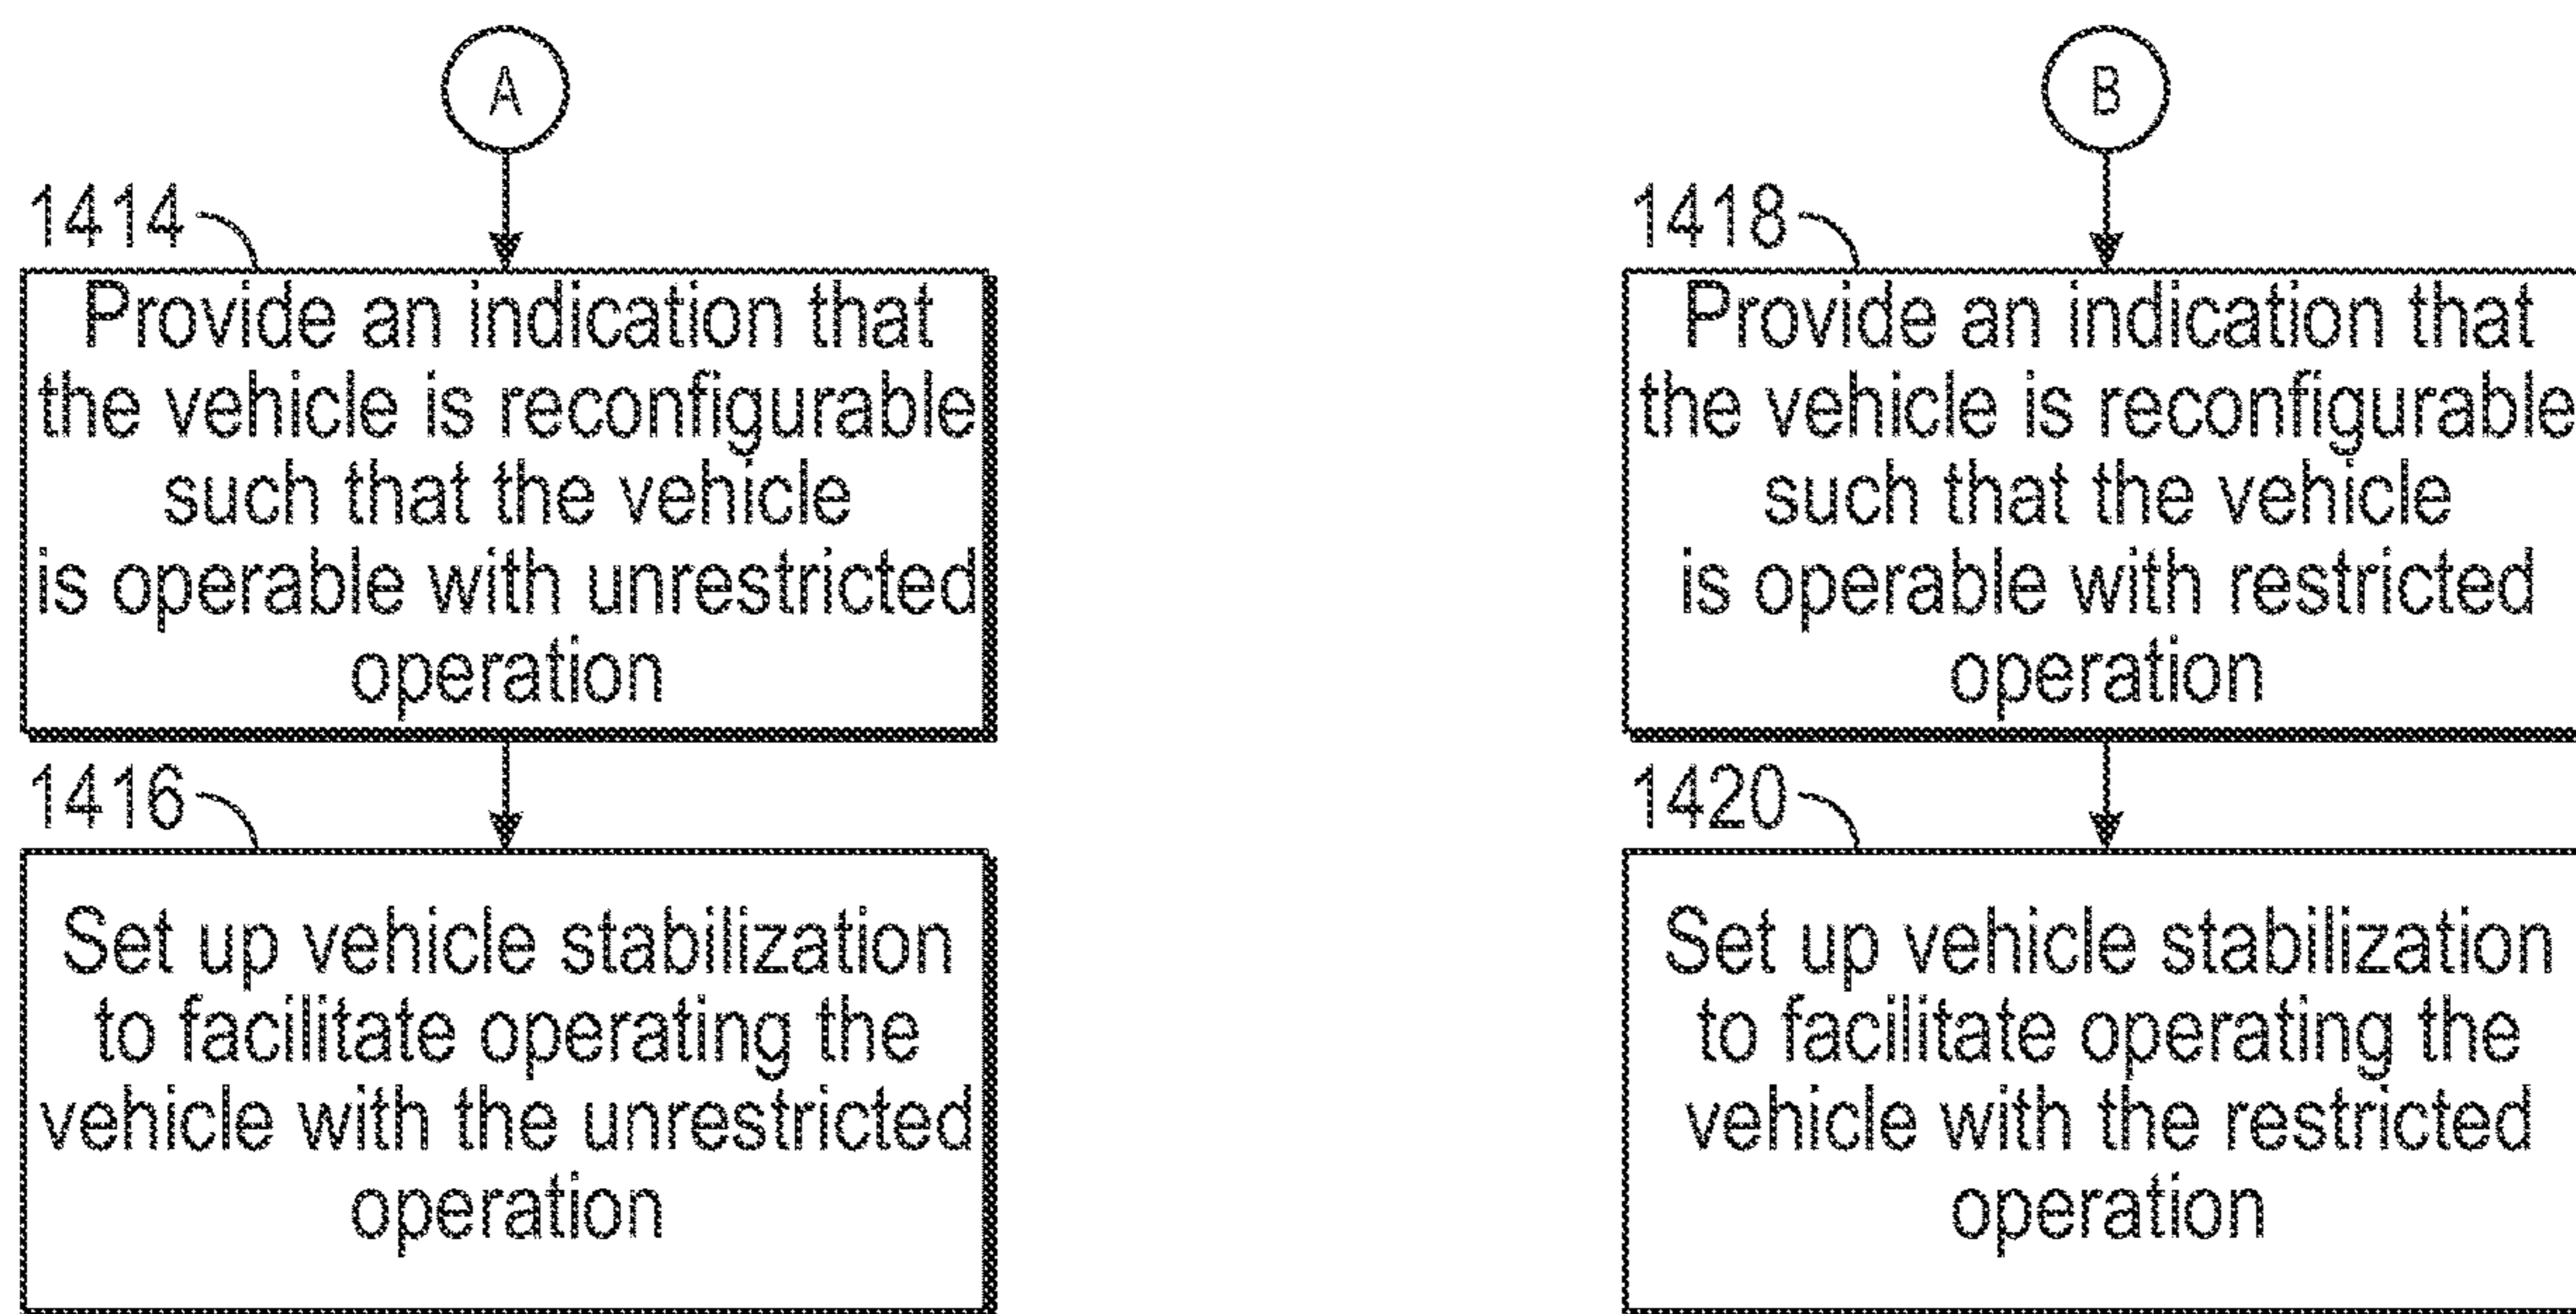 A
1414
Provide an indication that
the vehicle is reconfigurable
such that the vehicle
is operable with unrestricted
operation
1416
Set up vehicle stabilization
to facilitate operating the
vehicle with the unrestricted
operation
B
1418
Provide an indication that
the vehicle is reconfigurable
such that the vehicle
is operable with restricted
operation
1420
Set up vehicle stabilization
to facilitate operating the
vehicle with the restricted
operation